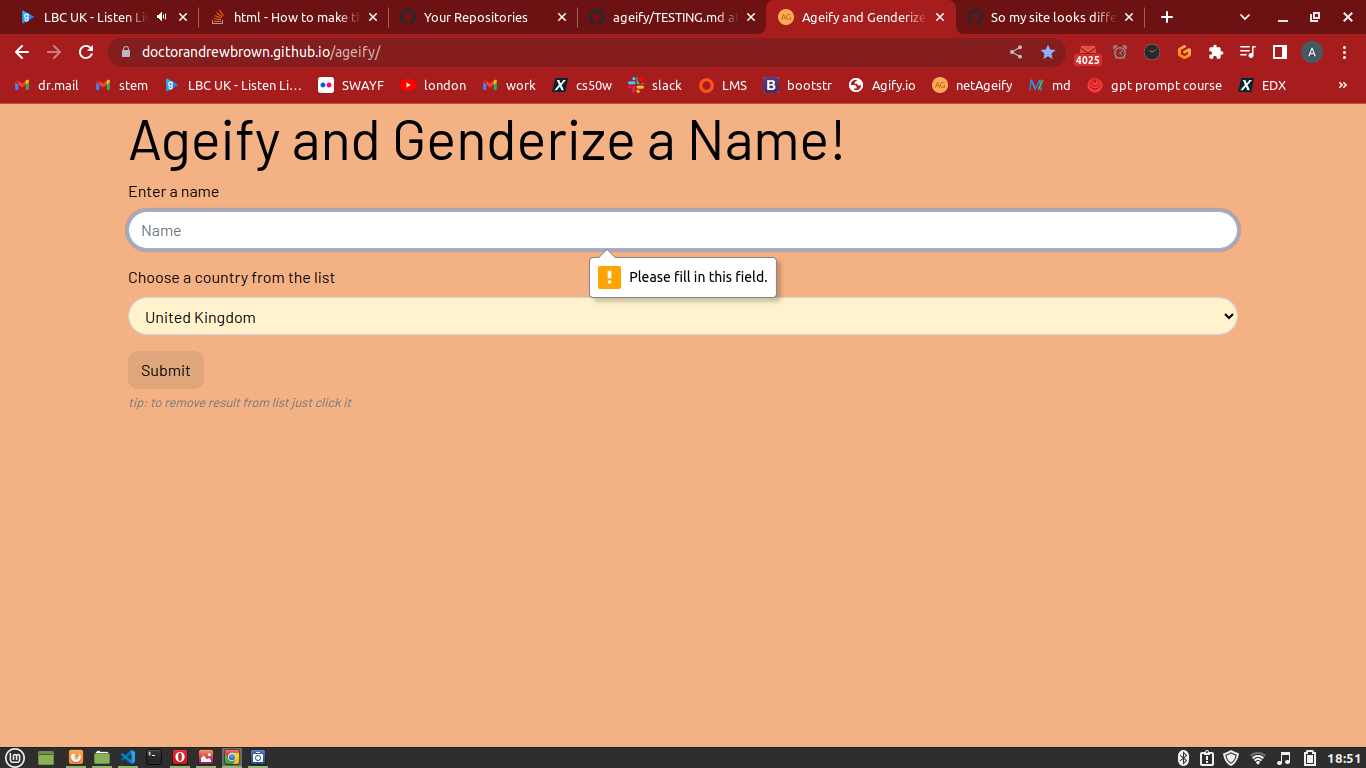 LBC UK - Listen Li
html - How to make t
Your Repositories
ageify/TESTING.md a
AG
Ageify and Genderize
So my site looks diffe
doctorandrewbrown.github.io/ageify/
4025
A
dr.mail
stem
LBC UK - Listen Li...
SWAYF
london
work
X
cs50w
slack
LMS
B
bootstr
Agify.io
AG
netAgeify
md
gpt prompt course
X
EDX
»
Ageify and Genderize a Name!
Enter a name
Name
Please fill in this field.
Choose a country from the list
United Kingdom
Submit
tip: to remove result from list just click it
18:51